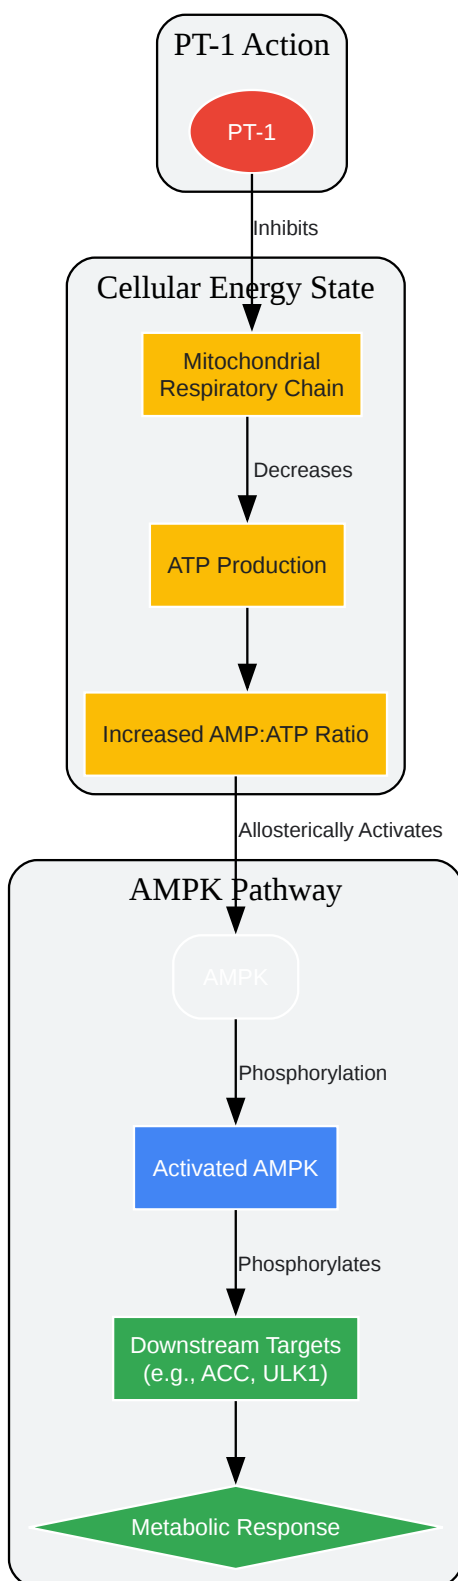 PT-1 Action
PT-1
Inhibits
Cellular Energy State
Mitochondrial
Respiratory Chain
Decreases
ATP Production
Increased AMP:ATP Ratio
Allosterically Activates
AMPK Pathway
AMPK
Phosphorylation
Activated AMPK
Phosphorylates
Downstream Targets
(e.g., ACC, ULK1)
Metabolic Response